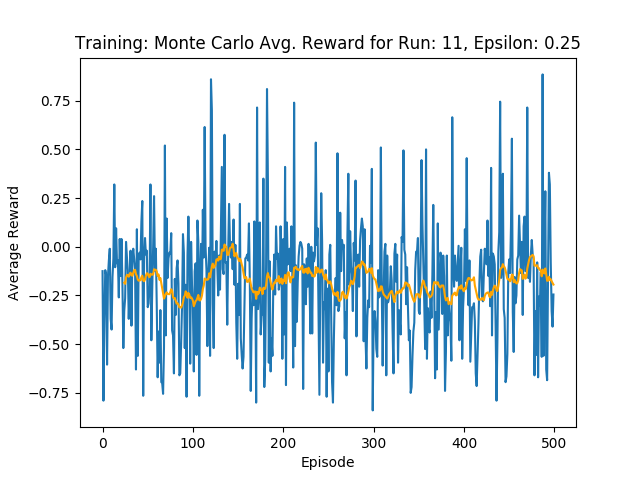 Training: Monte Carlo Avg. Reward for Run: 11, Epsilon: 0.25
Average Reward
0.75
0.50
0.25
0.00
−0.25
−0.50
−0.75
0 100 200 300 400 500
Episode